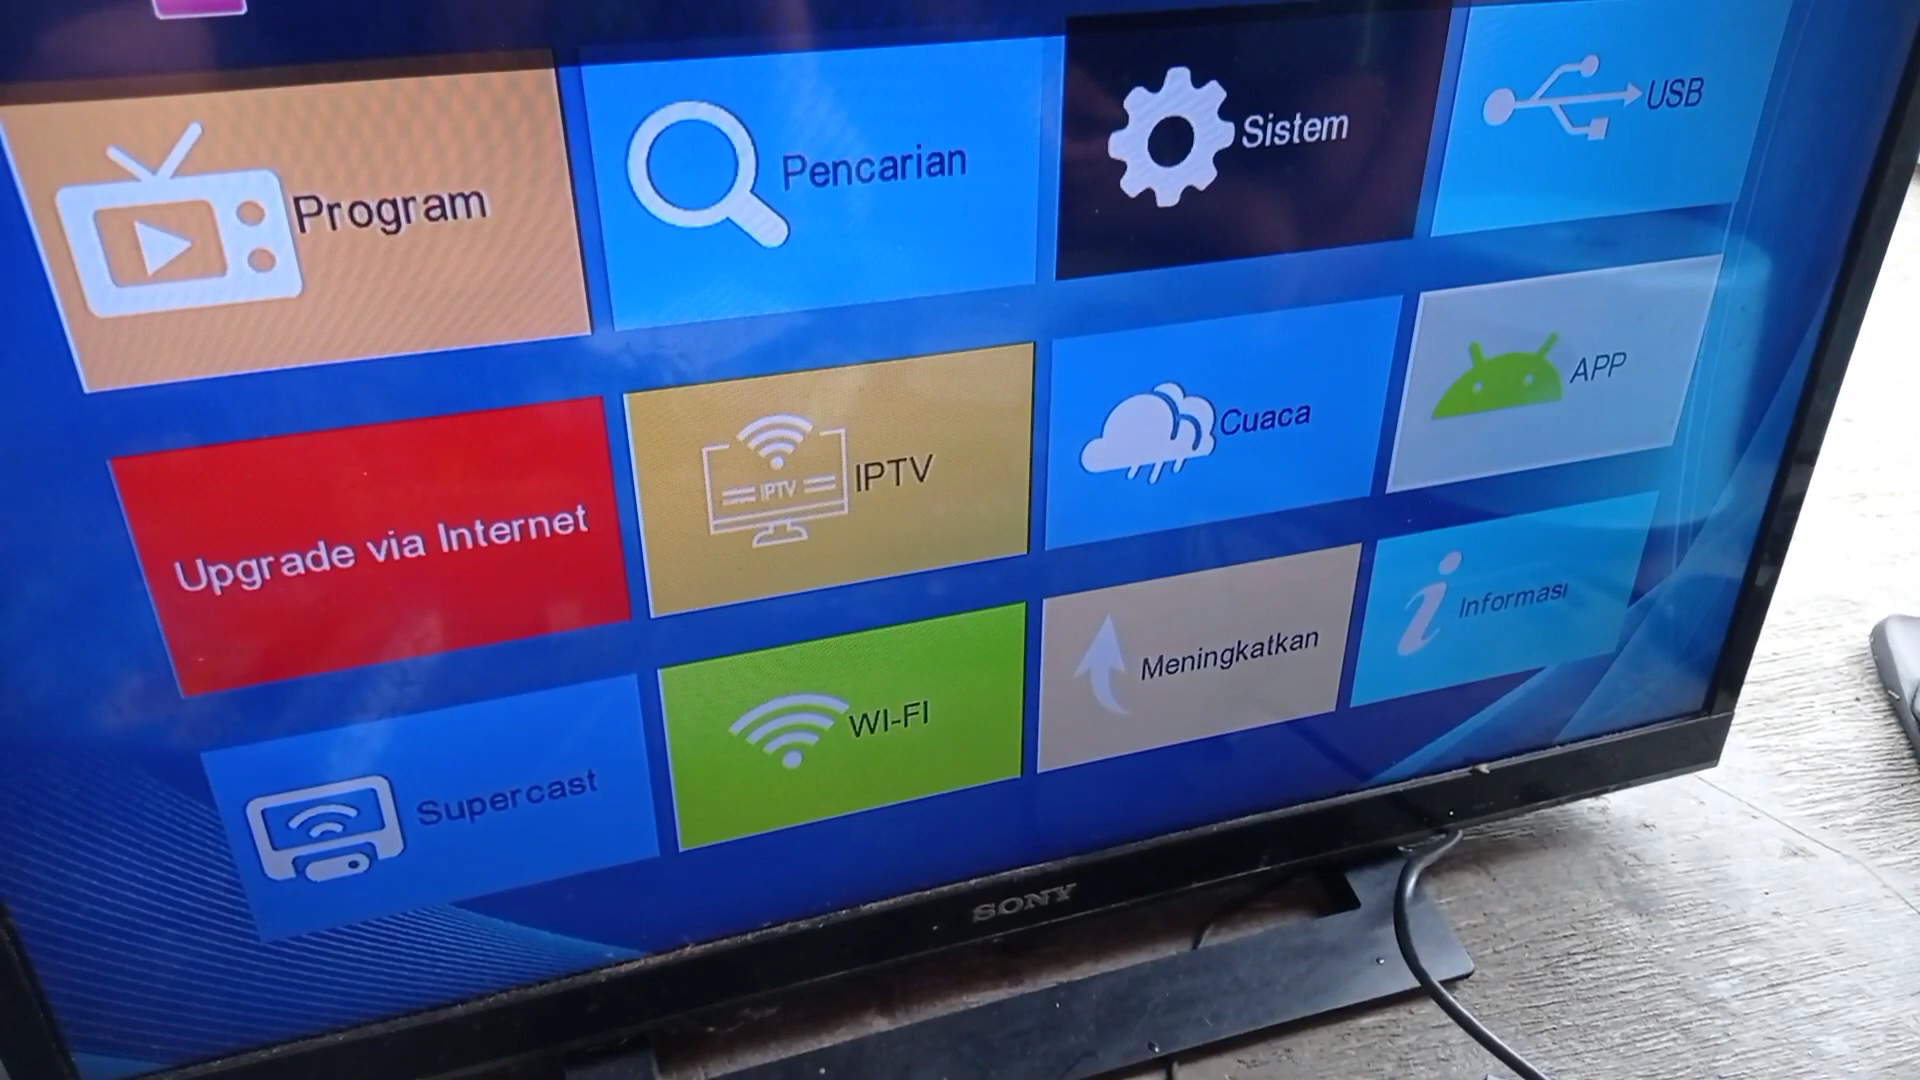 Program
Pencarian
Sistem
USB
Upgrade via Internet
IPTV
IPTV
Cuaca
APP
Supercast
WI-FI
Meningkatkan
Informasi
SONY